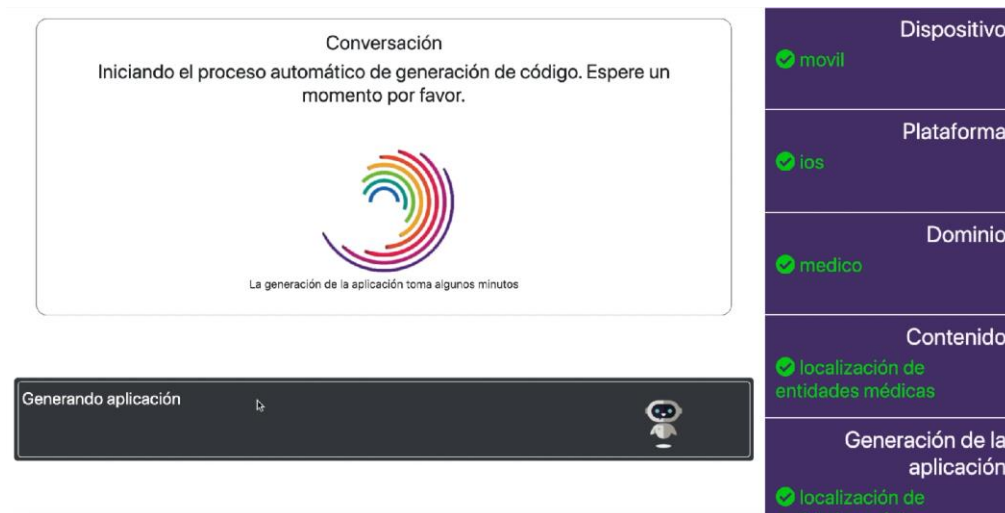 Conversación
Iniciando el proceso automático de generación de código. Espere un
momento por favor.
La generación de la aplicación toma algunos minutos
Generando aplicación
Dispositivo
movil
Plataforma
ios
Dominio
medico
Contenido
localización de
entidades médicas
Generación de la
aplicación
localización de